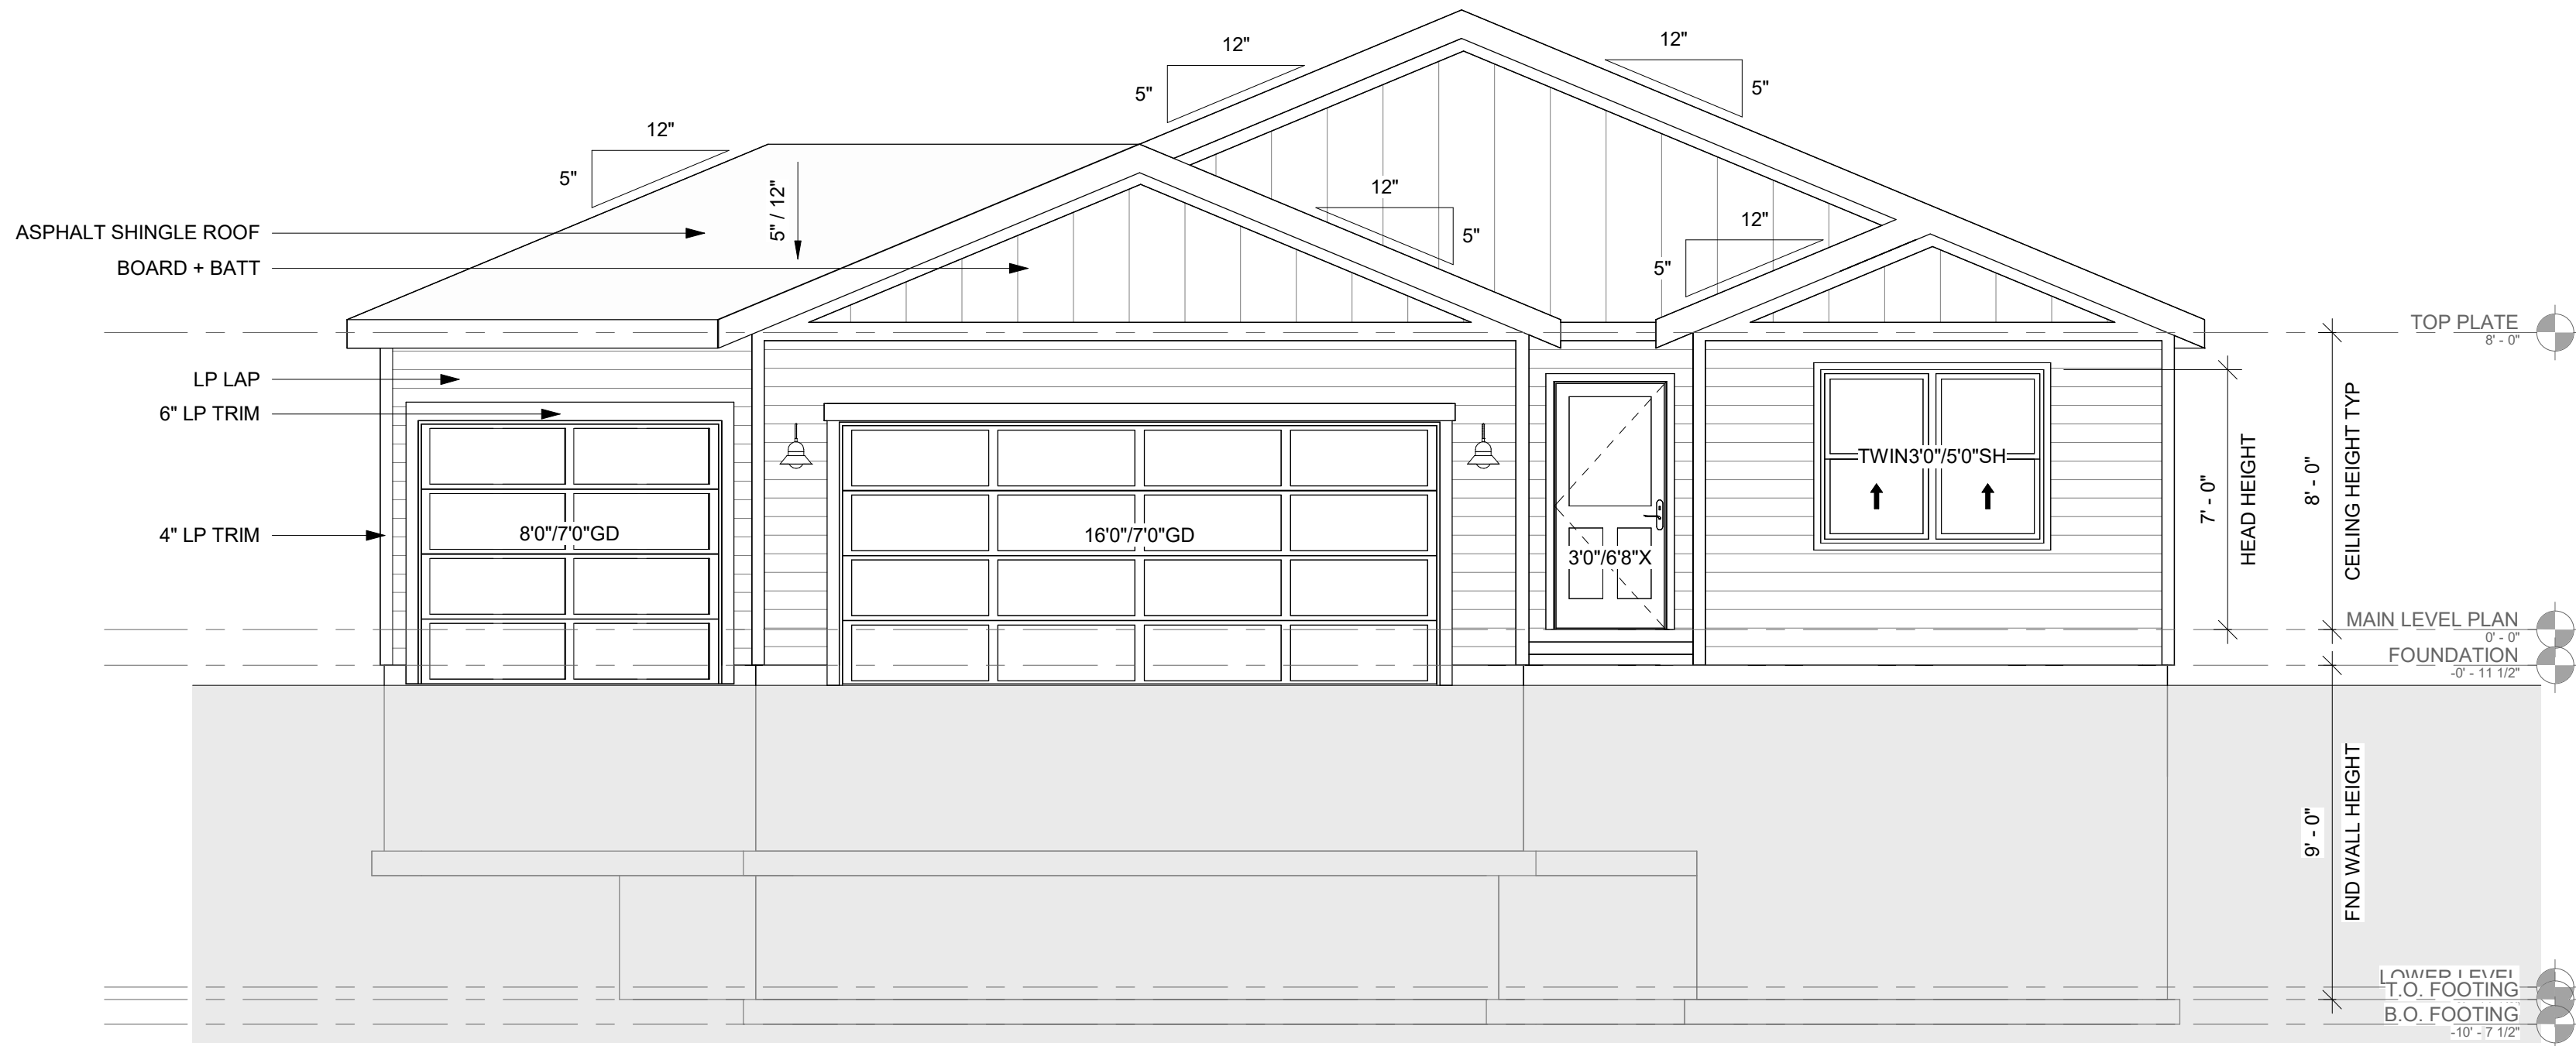 12"
5"
12"
5"
12"
5"
5" / 12"
12"
5"
12"
5"
ASPHALT SHINGLE ROOF
BOARD + BATT
LP LAP
6" LP TRIM
4" LP TRIM
8'0"/7'0"GD
16'0"/7'0"GD
3'0"/6'8"X
TWIN3'0"/5'0"SH
7' - 0"
HEAD HEIGHT
8' - 0"
CEILING HEIGHT TYP
9' - 0"
FND WALL HEIGHT
TOP PLATE
8' - 0"
MAIN LEVEL PLAN
0' - 0"
FOUNDATION
-0' - 11 1/2"
LOWER LEVEL
T.O. FOOTING
B.O. FOOTING
-10' - 7 1/2"